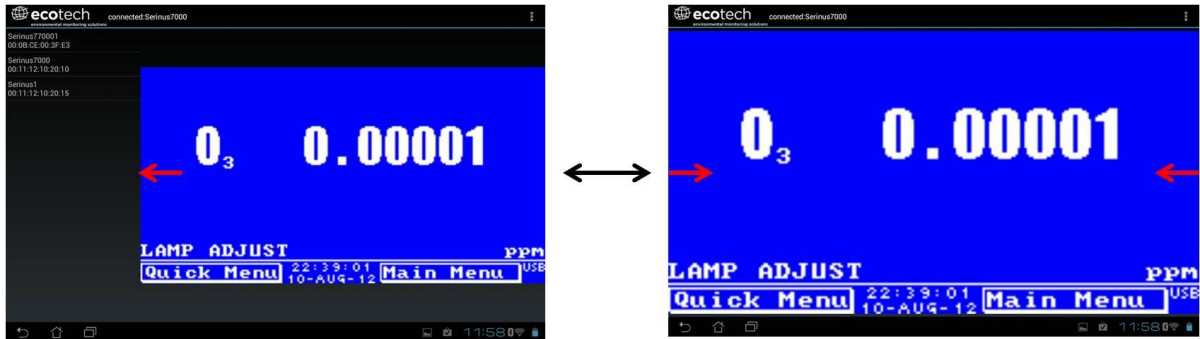 ecotech connected:Serinus7000
environmental monitoring solutions
Serinus770001
00:0B:CE:00:3F:E3
Serinus7000
00:11:12:10:20:10
Serinus1
00:11:12:10:20:15
O3 0.00001
LAMP ADJUST ppm
Quick Menu 22:39:01 10-AUG-12 Main Menu USB
11:58
ecotech connected:Serinus7000
environmental monitoring solutions
O3 0.00001
LAMP ADJUST ppm
Quick Menu 22:39:01 10-AUG-12 Main Menu USB
11:58